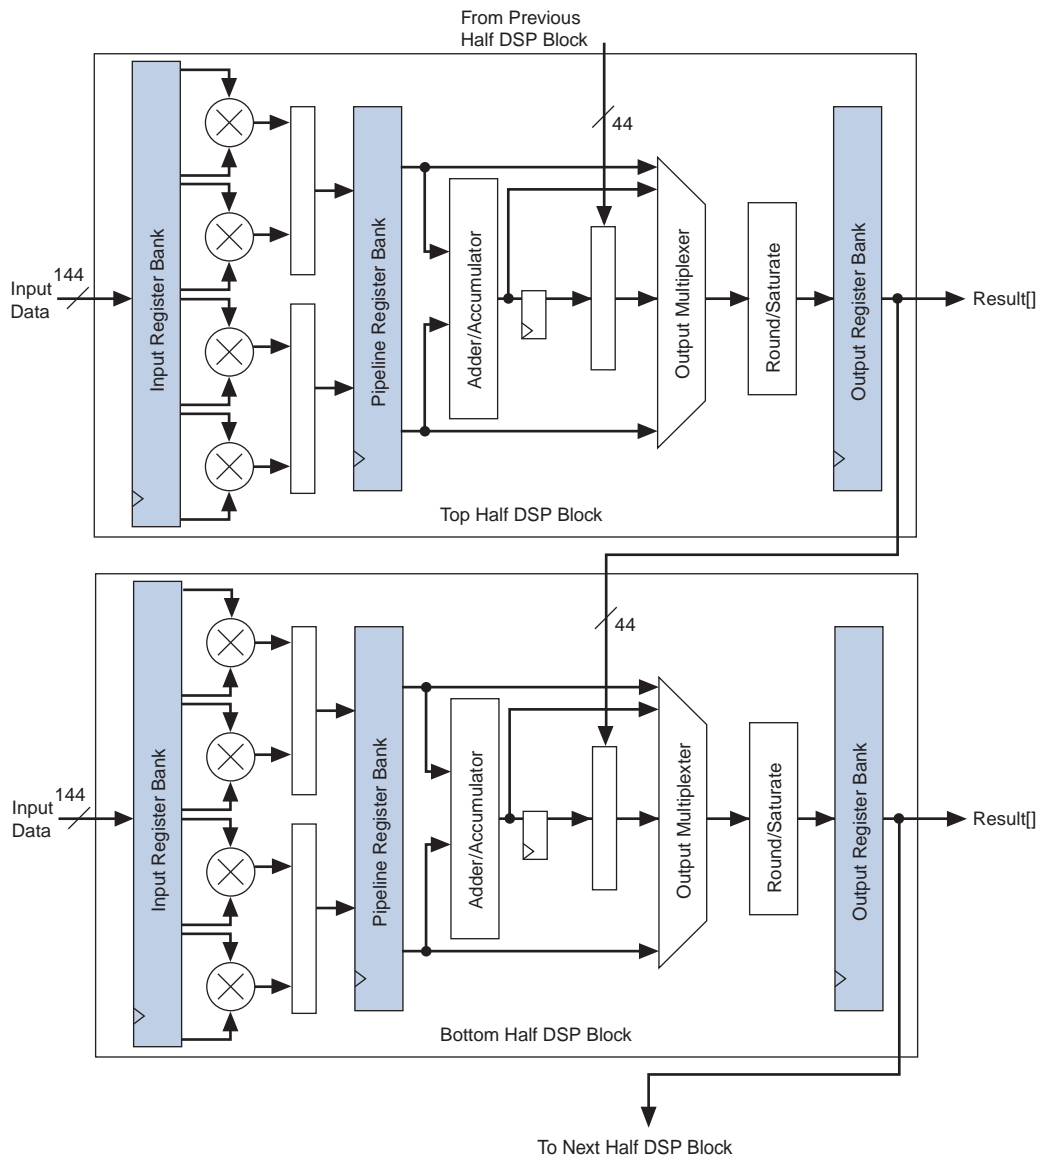 From Previous
Half DSP Block
44
144
Input
Data
Input Register Bank
Pipeline Register Bank
Adder/Accumulator
Output Multiplexer
Round/Saturate
Output Register Bank
Result[]
Top Half DSP Block
44
144
Input
Data
Input Register Bank
Pipeline Register Bank
Adder/Accumulator
Output Multiplexter
Round/Saturate
Output Register Bank
Result[]
Bottom Half DSP Block
To Next Half DSP Block